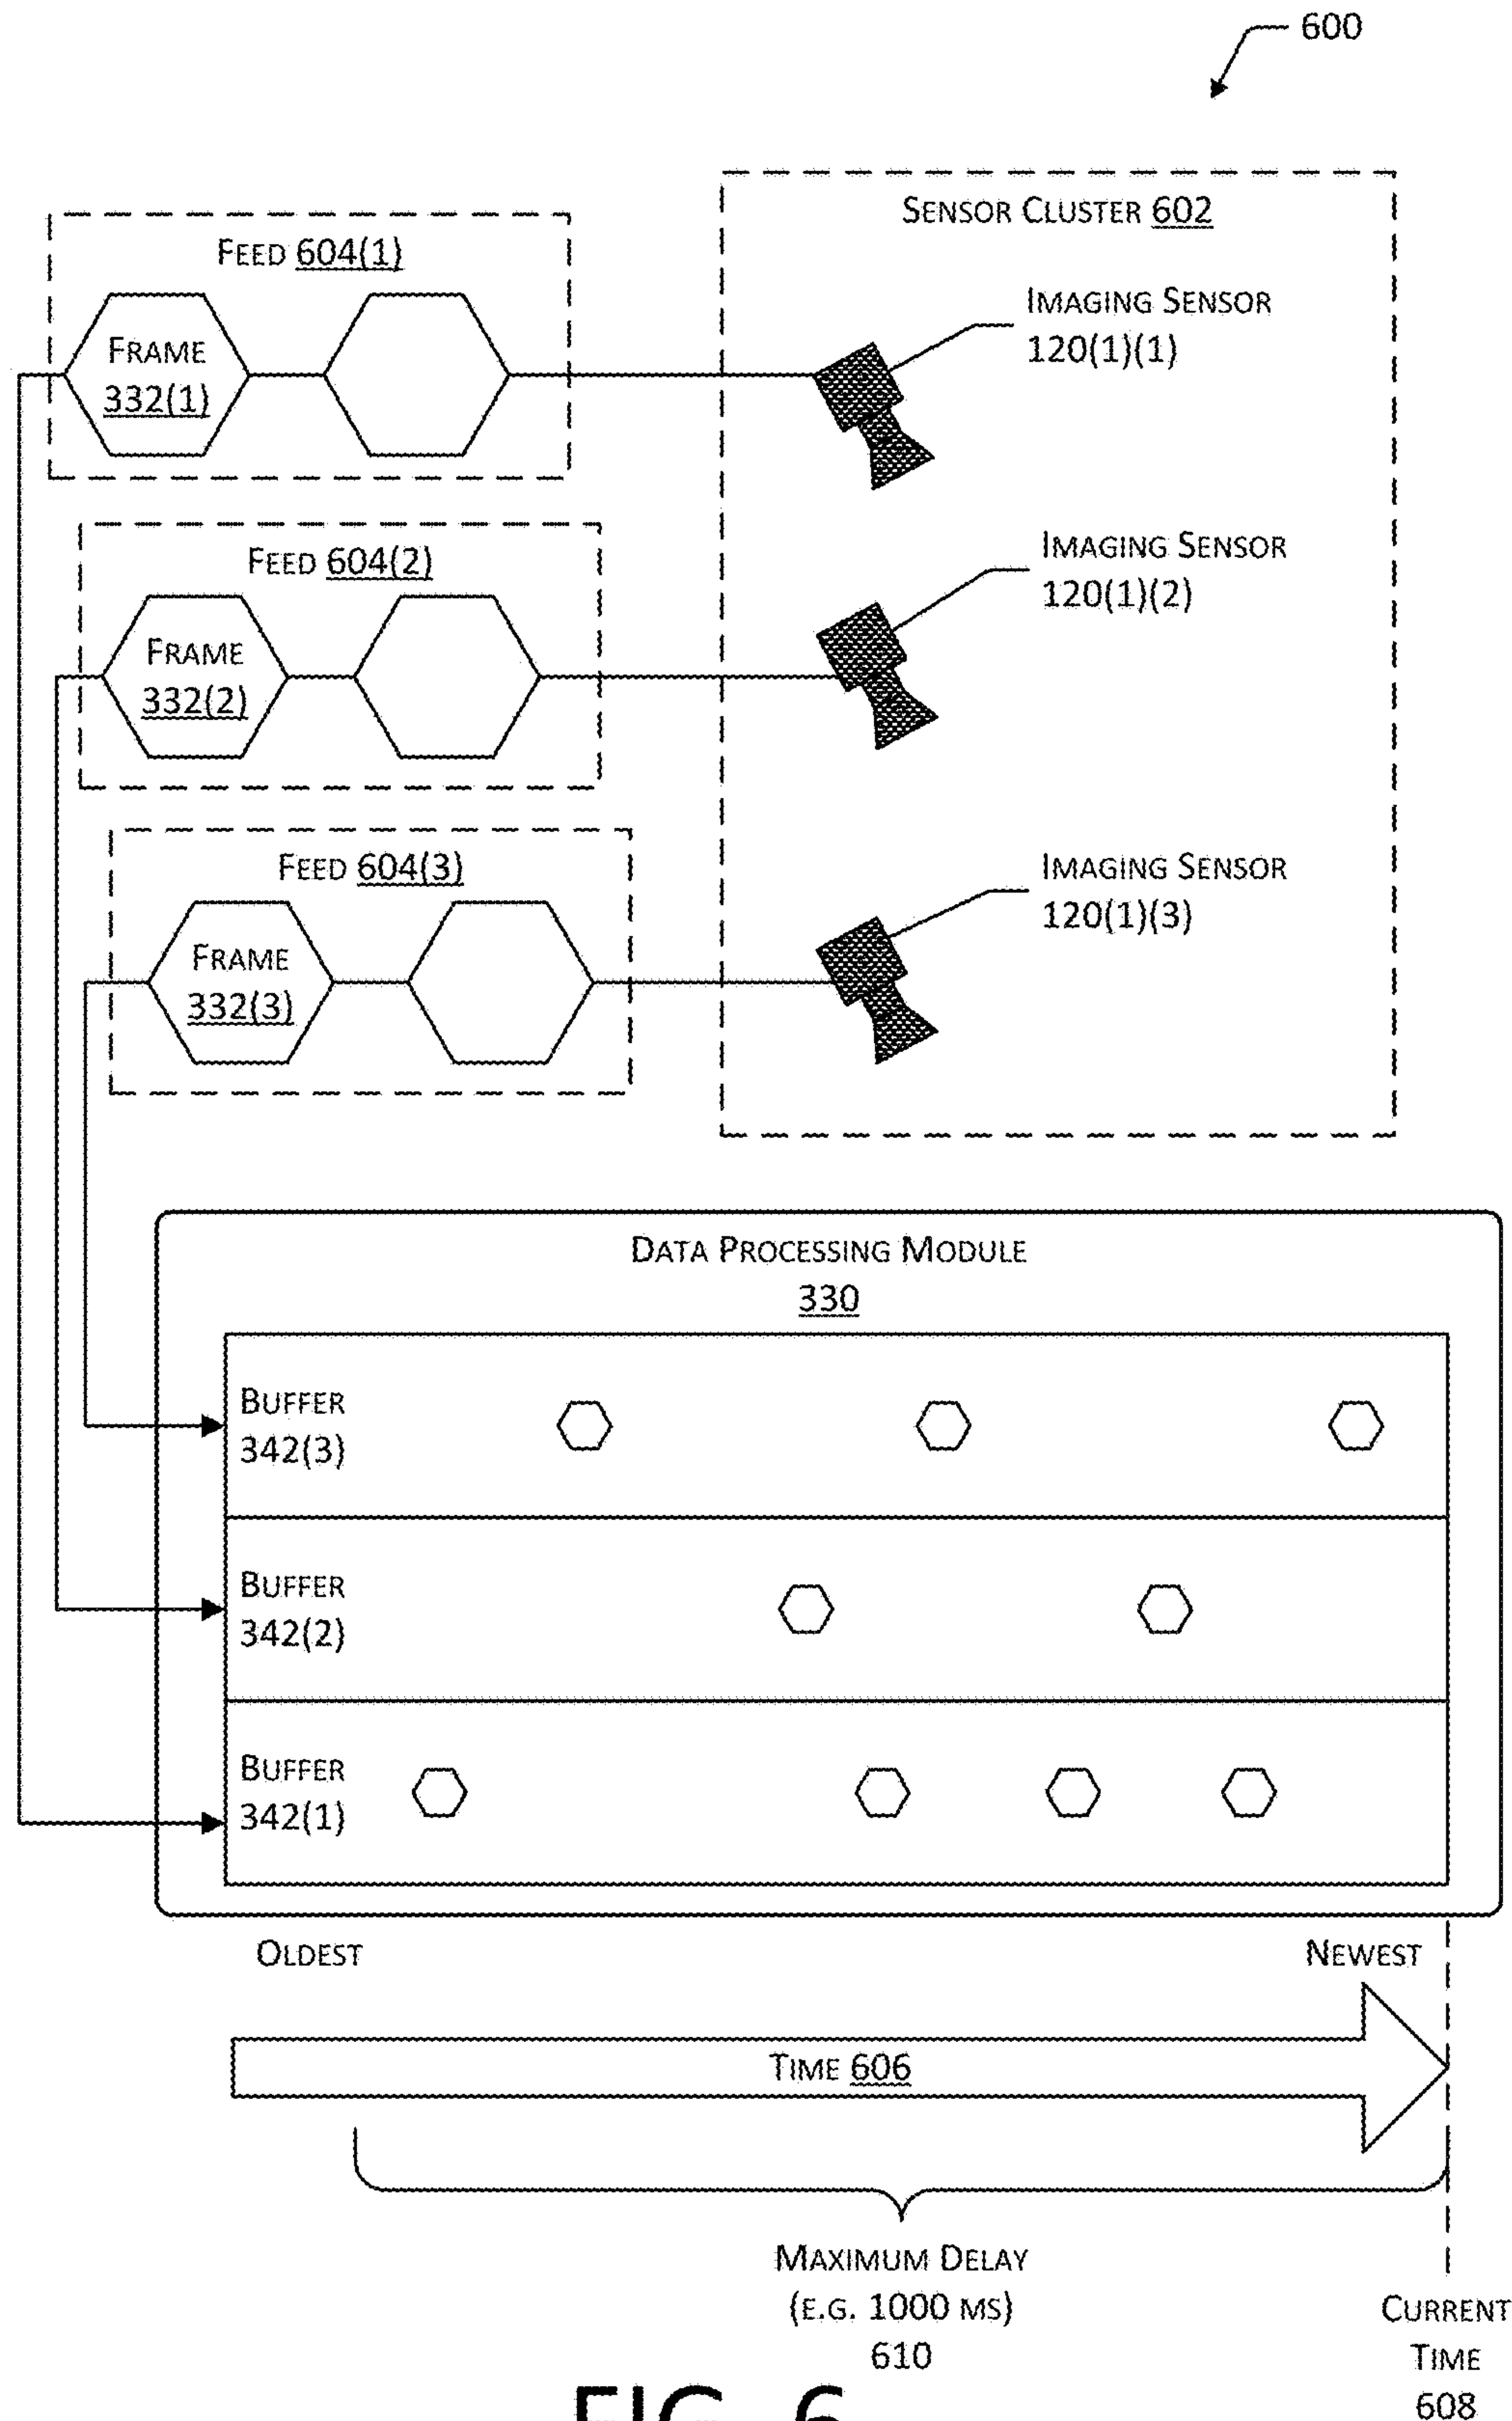 600
SENSOR CLUSTER 602
FEED 604(1)
IMAGING SENSOR
120(1)(1)
FRAME
332(1)
IMAGING SENSOR
120(1)(2)
FEED 604(2)
FRAME
332(2)
IMAGING SENSOR
120(1)(3)
FEED 604(3)
FRAME
332(3)
DATA PROCESSING MODULE
330
BUFFER
342(3)
BUFFER
342(2)
BUFFER
342(1)
OLDEST
NEWEST
TIME 606
MAXIMUM DELAY
(E.G. 1000 MS)
610
CURRENT
TIME
608
FIG. 6